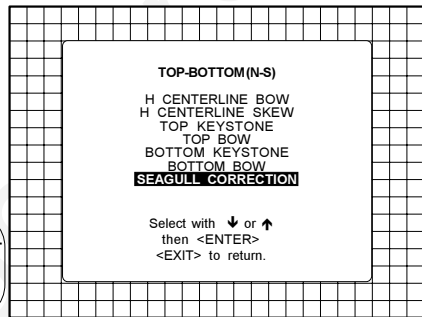 TOP-BOTTOM (N-S)
H CENTERLINE BOW
H CENTERLINE SKEW
TOP KEYSTONE
TOP BOW
BOTTOM KEYSTONE
BOTTOM BOW
SEAGULL CORRECTION
Select with ↓ or ↑
then <ENTER>
<EXIT> to return.